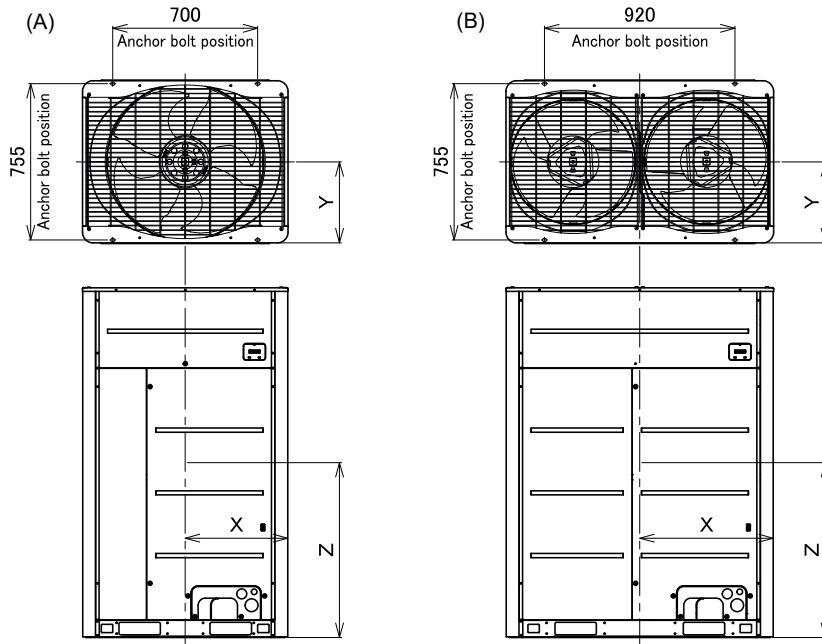 (A)
700
Anchor bolt position
755
Anchor bolt position
Y
X
Z
(B)
920
Anchor bolt position
755
Anchor bolt position
Y
X
Z